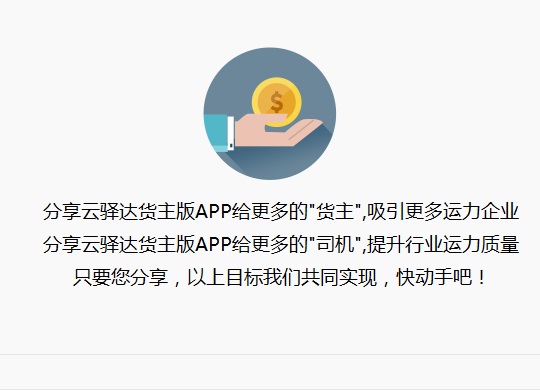 分享云驿达货主版APP给更多的"货主",吸引更多运力企业
分享云驿达货主版APP给更多的"司机",提升行业运力质量
只要您分享，以上目标我们共同实现，快动手吧！